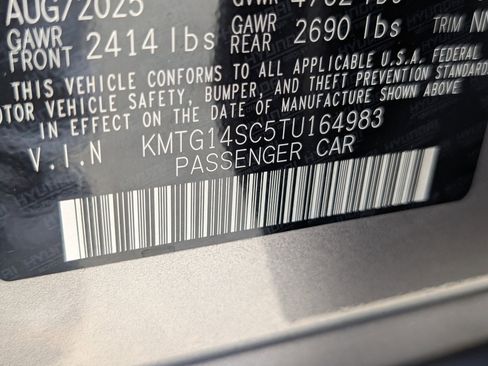 AUG/2025
GAWR FRONT 2414 lbs
GAWR REAR 2690 lbs
TRIM
THIS VEHICLE CONFORMS TO ALL APPLICABLE U.S.A. FEDERAL
MOTOR VEHICLE SAFETY, BUMPER, AND THEFT PREVENTION STANDARDS
IN EFFECT ON THE DATE OF MANUFACTURE SHOWN ABOVE.
V.I.N KMTG14SC5TU164983
PASSENGER CAR